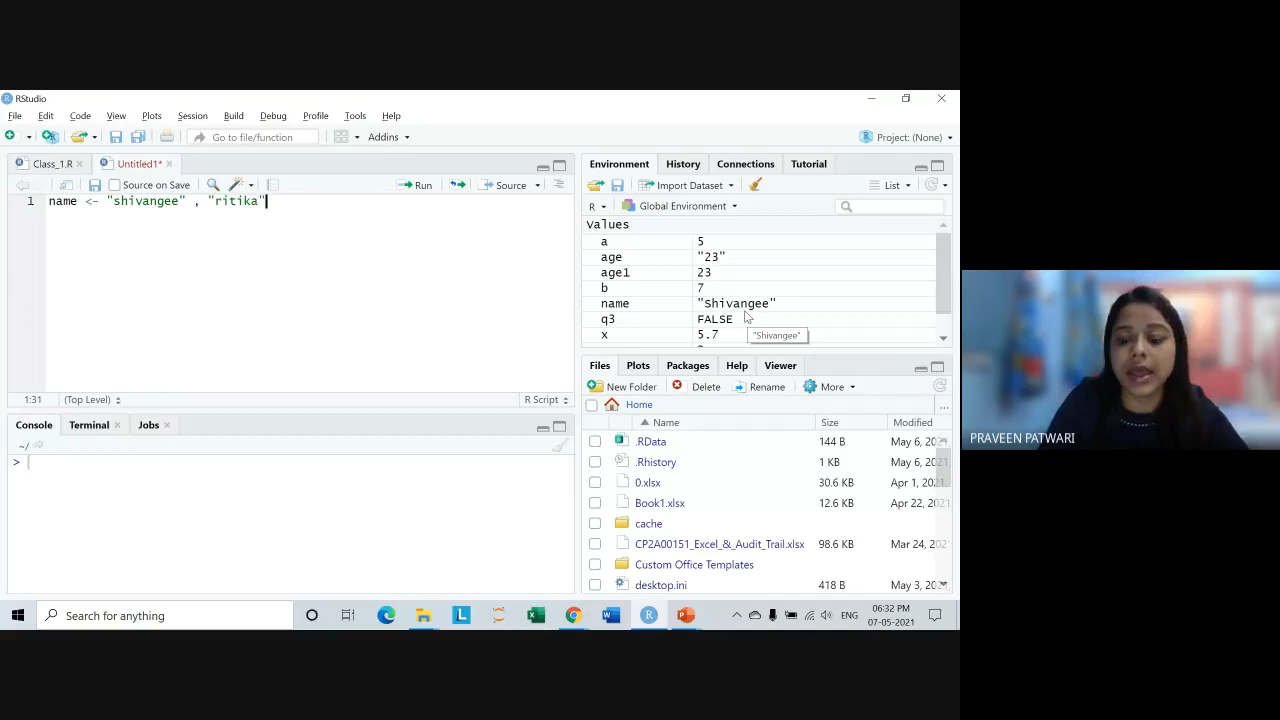 RStudio
File Edit Code View Plots Session Build Debug Profile Tools Help
Go to file/function Addins Project: (None)
Class_1.R Untitled1*
Source on Save Run Source
1 name <- "shivangee" , "ritika"
1:31 (Top Level) R Script
Console Terminal Jobs
~/
>
Environment History Connections Tutorial
Import Dataset List
R Global Environment
Values
a 5
age "23"
age1 23
b 7
name "Shivangee"
q3 FALSE
x 5.7
"Shivangee"
Files Plots Packages Help Viewer
New Folder Delete Rename More
Home ...
Name Size Modified
.RData 144 B May 6, 202
.Rhistory 1 KB May 6, 2021
0.xlsx 30.6 KB Apr 1, 2021,
Book1.xlsx 12.6 KB Apr 22, 2021
cache
CP2A00151_Excel_&_Audit_Trail.xlsx 98.6 KB Mar 24, 202
Custom Office Templates
desktop.ini 418 B May 3, 202
PRAVEEN PATWARI
Search for anything
ENG
06:32 PM
07-05-2021